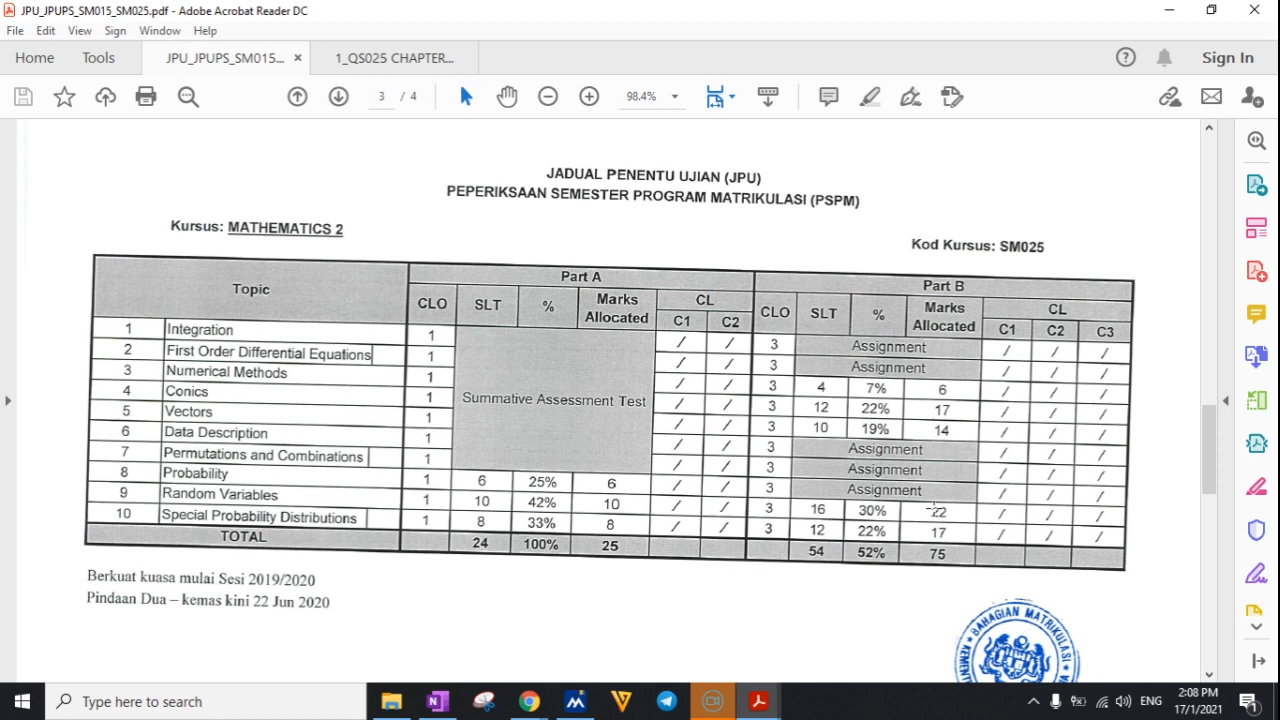 JPU_JPUPS_SM015_SM025.pdf - Adobe Acrobat Reader DC
File Edit View Sign Window Help
Home Tools JPU_JPUPS_SM015... × 1_QS025 CHAPTER... Sign In
3 / 4 98.4%
JADUAL PENENTU UJIAN (JPU)
PEPERIKSAAN SEMESTER PROGRAM MATRIKULASI (PSPM)
Kursus: MATHEMATICS 2 Kod Kursus: SM025
Topic Part A Part B
CLO SLT % Marks Allocated CL CLO SLT % Marks Allocated CL
C1 C2 C1 C2 C3
1 Integration 1 / / 3 Assignment / / /
2 First Order Differential Equations 1 / / 3 Assignment / / /
3 Numerical Methods 1 / / 3 4 7% 6 / / /
4 Conics 1 Summative Assessment Test / / 3 12 22% 17 / / /
5 Vectors 1 / / 3 10 19% 14 / / /
6 Data Description 1 / / 3 Assignment / / /
7 Permutations and Combinations 1 / / 3 Assignment / / /
8 Probability 1 6 25% 6 / / 3 Assignment / / /
9 Random Variables 1 10 42% 10 / / 3 16 30% 22 / / /
10 Special Probability Distributions 1 8 33% 8 / / 3 12 22% 17 / / /
TOTAL 24 100% 25 54 52% 75
Berkuat kuasa mulai Sesi 2019/2020
Pindaan Dua – kemas kini 22 Jun 2020
BAHAGIAN MATRIKULASI
Type here to search
ENG
2:08 PM
17/1/2021
1